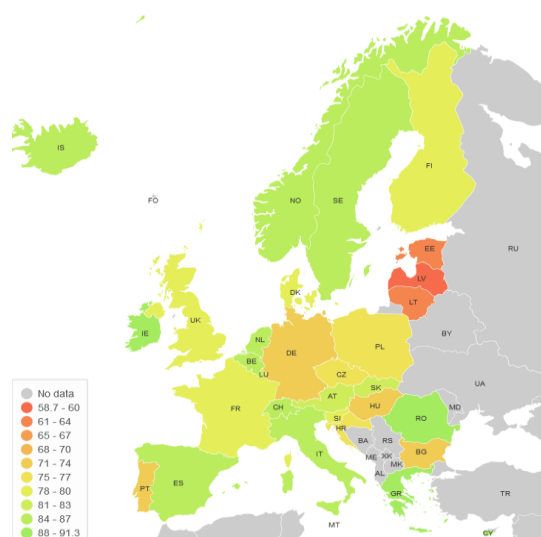 IS
FO
NO
SE
FI
RU
EE
LV
LT
DK
BY
UK
IE
NL
BE
DE
PL
LU
CZ
UA
SK
AT
FR
CH
HU
MD
SI
HR
RO
BA
RS
IT
ME
XK
BG
MK
AL
PT
ES
GR
TR
MT
CY
No data
58.7 - 60
61 - 64
65 - 67
68 - 70
71 - 74
75 - 77
78 - 80
81 - 83
84 - 87
88 - 91.3